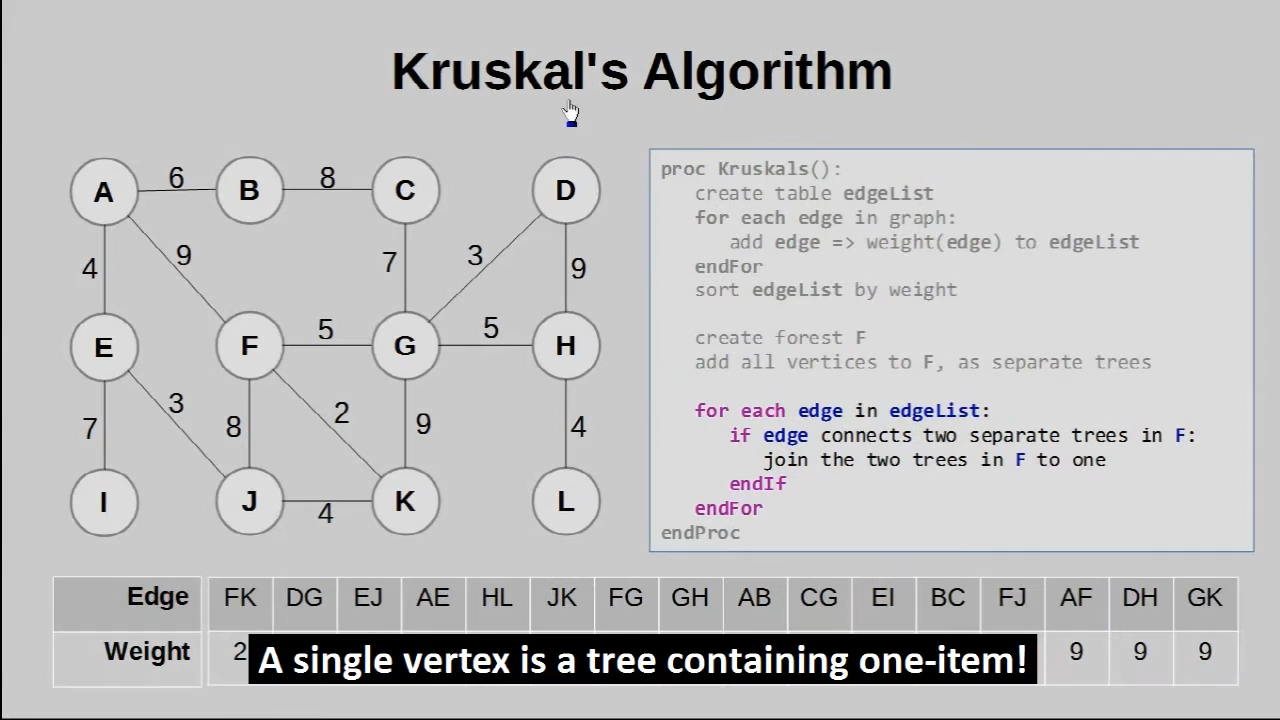 Kruskal's Algorithm
A 6 B 8 C D
4 9 7 3 9
E F 5 G 5 H
7 3 8 2 9 4
I J 4 K L
proc Kruskals():
create table edgeList
for each edge in graph:
add edge => weight(edge) to edgeList
endFor
sort edgeList by weight
create forest F
add all vertices to F, as separate trees
for each edge in edgeList:
if edge connects two separate trees in F:
join the two trees in F to one
endIf
endFor
endProc
Edge FK DG EJ AE HL JK FG GH AB CG EI BC FJ AF DH GK
Weight 2 9 9 9
A single vertex is a tree containing one-item!